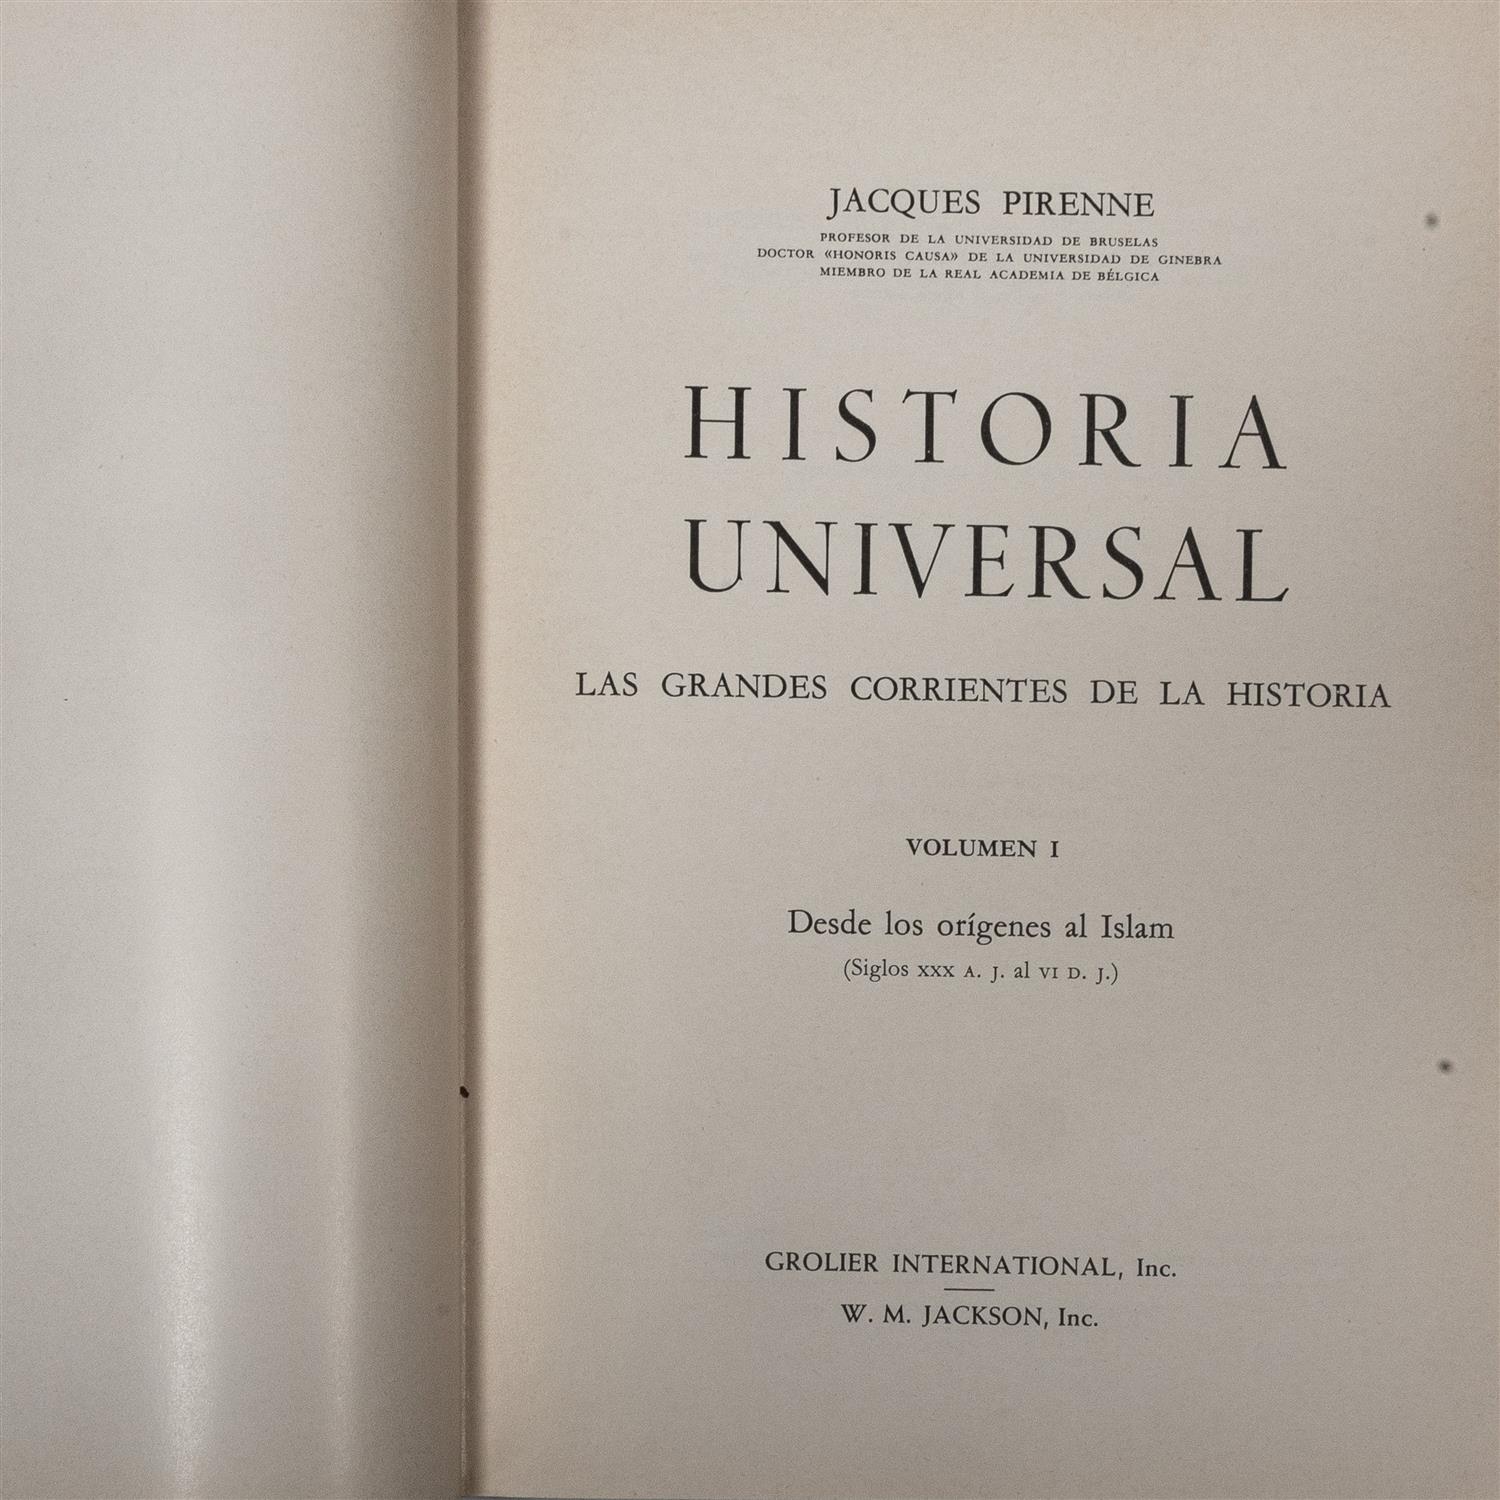 JACQUES PIRENNE
PROFESOR DE LA UNIVERSIDAD DE BRUSELAS
DOCTOR «HONORIS CAUSA» DE LA UNIVERSIDAD DE GINEBRA
MIEMBRO DE LA REAL ACADEMIA DE BÉLGICA
HISTORIA
UNIVERSAL
LAS GRANDES CORRIENTES DE LA HISTORIA
VOLUMEN I
Desde los orígenes al Islam
(Siglos XXX A. J. al VI D. J.)
GROLIER INTERNATIONAL, Inc.
W. M. JACKSON, Inc.